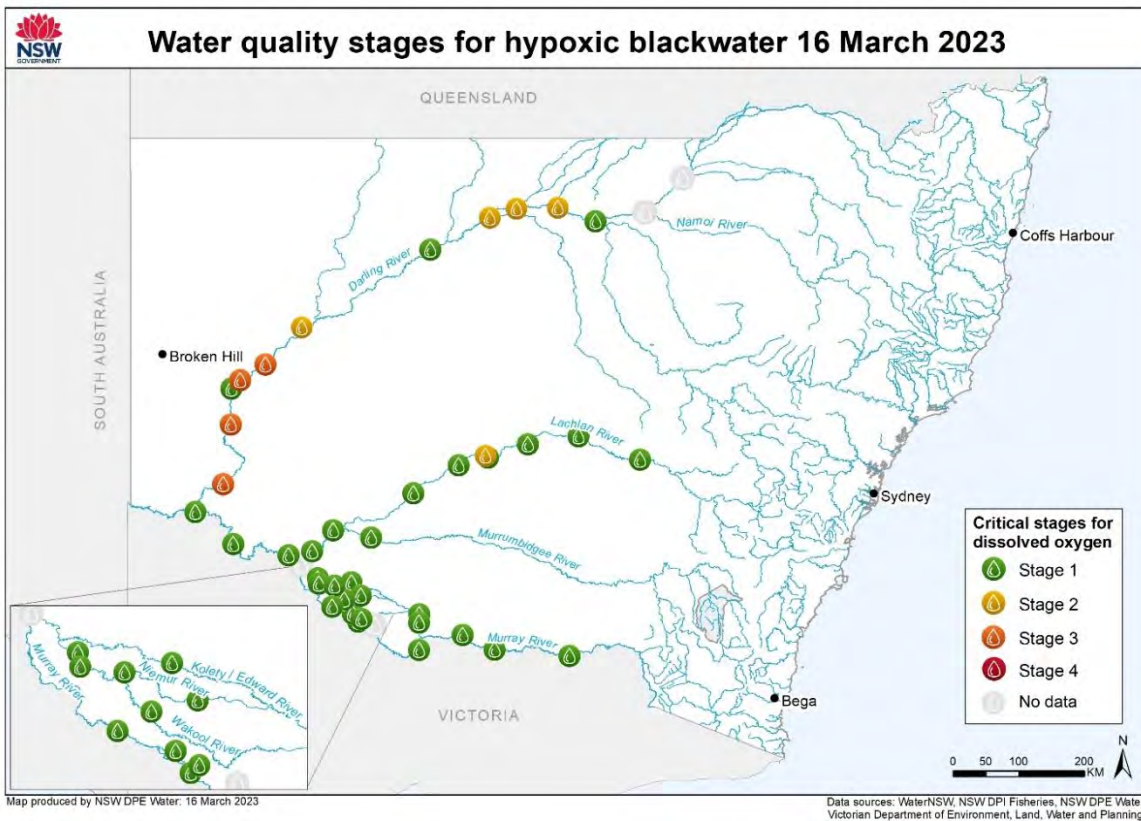 NSW
GOVERNMENT
Water quality stages for hypoxic blackwater 16 March 2023
QUEENSLAND
SOUTH AUSTRALIA
Namoi River
Coffs Harbour
Darling River
Broken Hill
Lachlan River
Sydney
Murrumbidgee River
Murray River
Bega
VICTORIA
Critical stages for
dissolved oxygen
Stage 1
Stage 2
Stage 3
Stage 4
No data
N
0 50 100 200
KM
Murray River
Kolety / Edward River
Niemur River
Wakool River
Map produced by NSW DPE Water: 16 March 2023
Data sources: WaterNSW, NSW DPI Fisheries, NSW DPE Water
Victorian Department of Environment, Land, Water and Planning